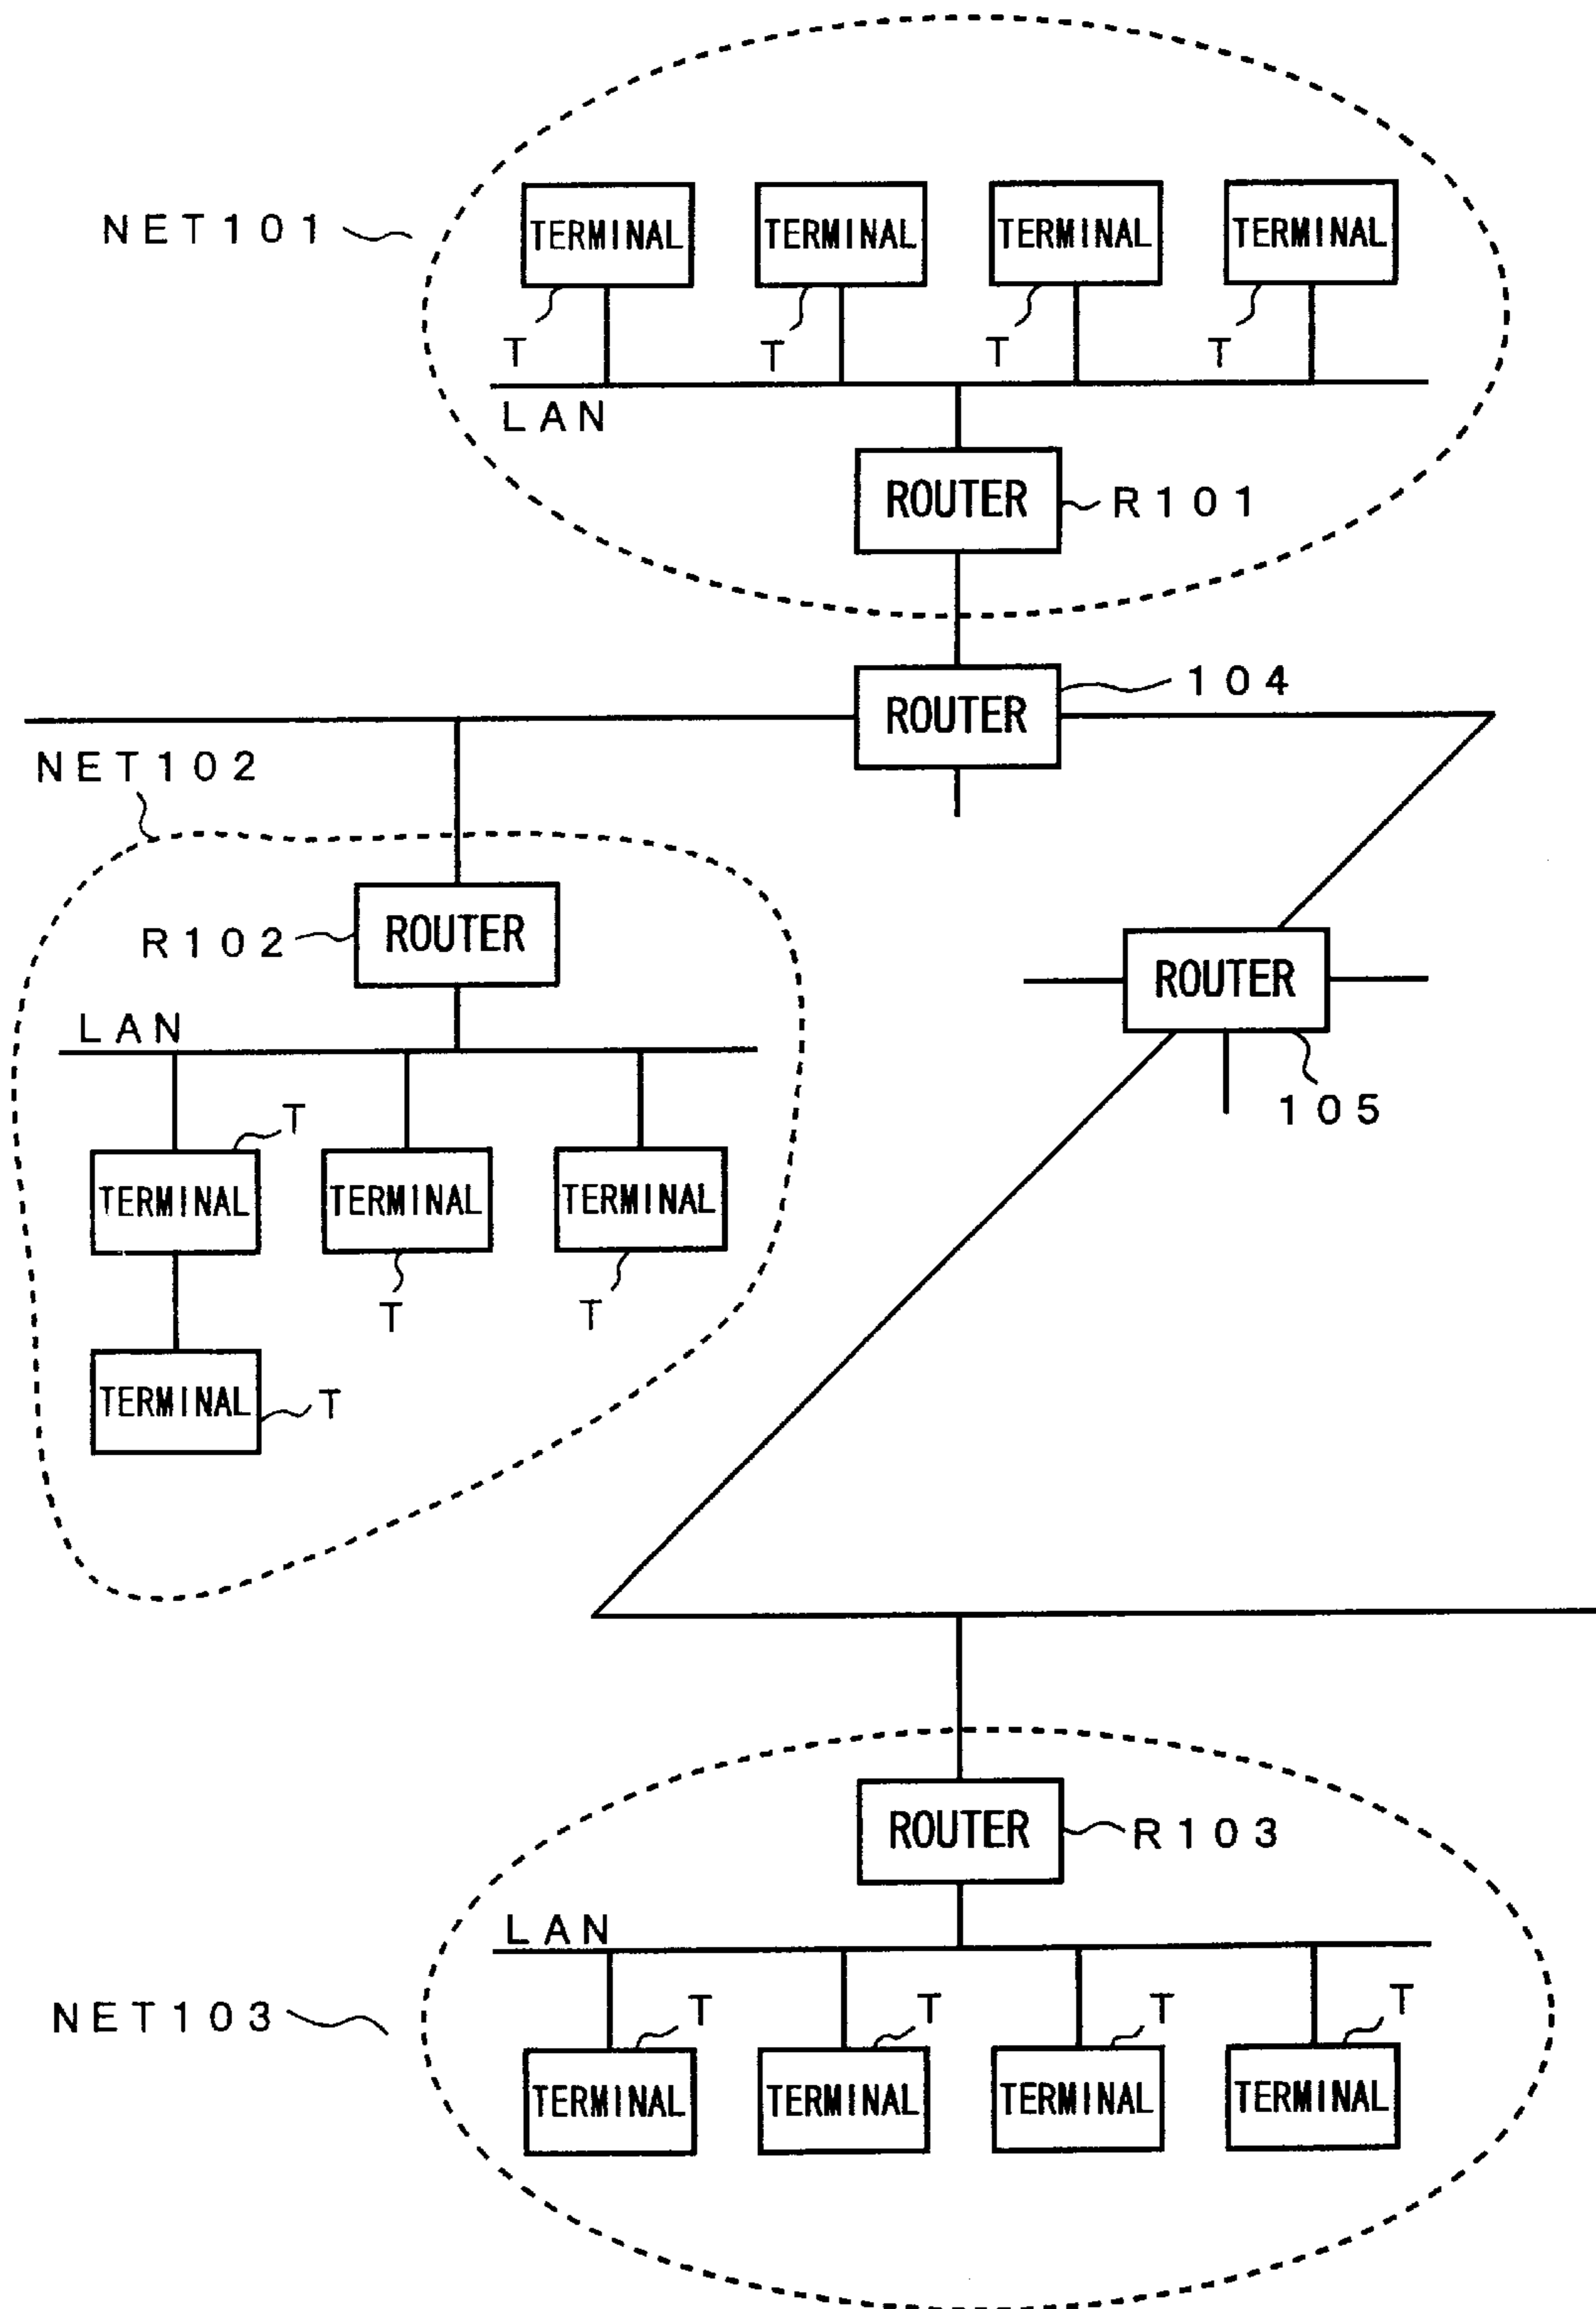 NET101
TERMINAL TERMINAL TERMINAL TERMINAL
T T T T
LAN
ROUTER R101
ROUTER 104
NET102
R102 ROUTER
ROUTER
105
LAN
T
TERMINAL TERMINAL TERMINAL
T T
TERMINAL T
ROUTER R103
LAN
NET103
T T T T
TERMINAL TERMINAL TERMINAL TERMINAL